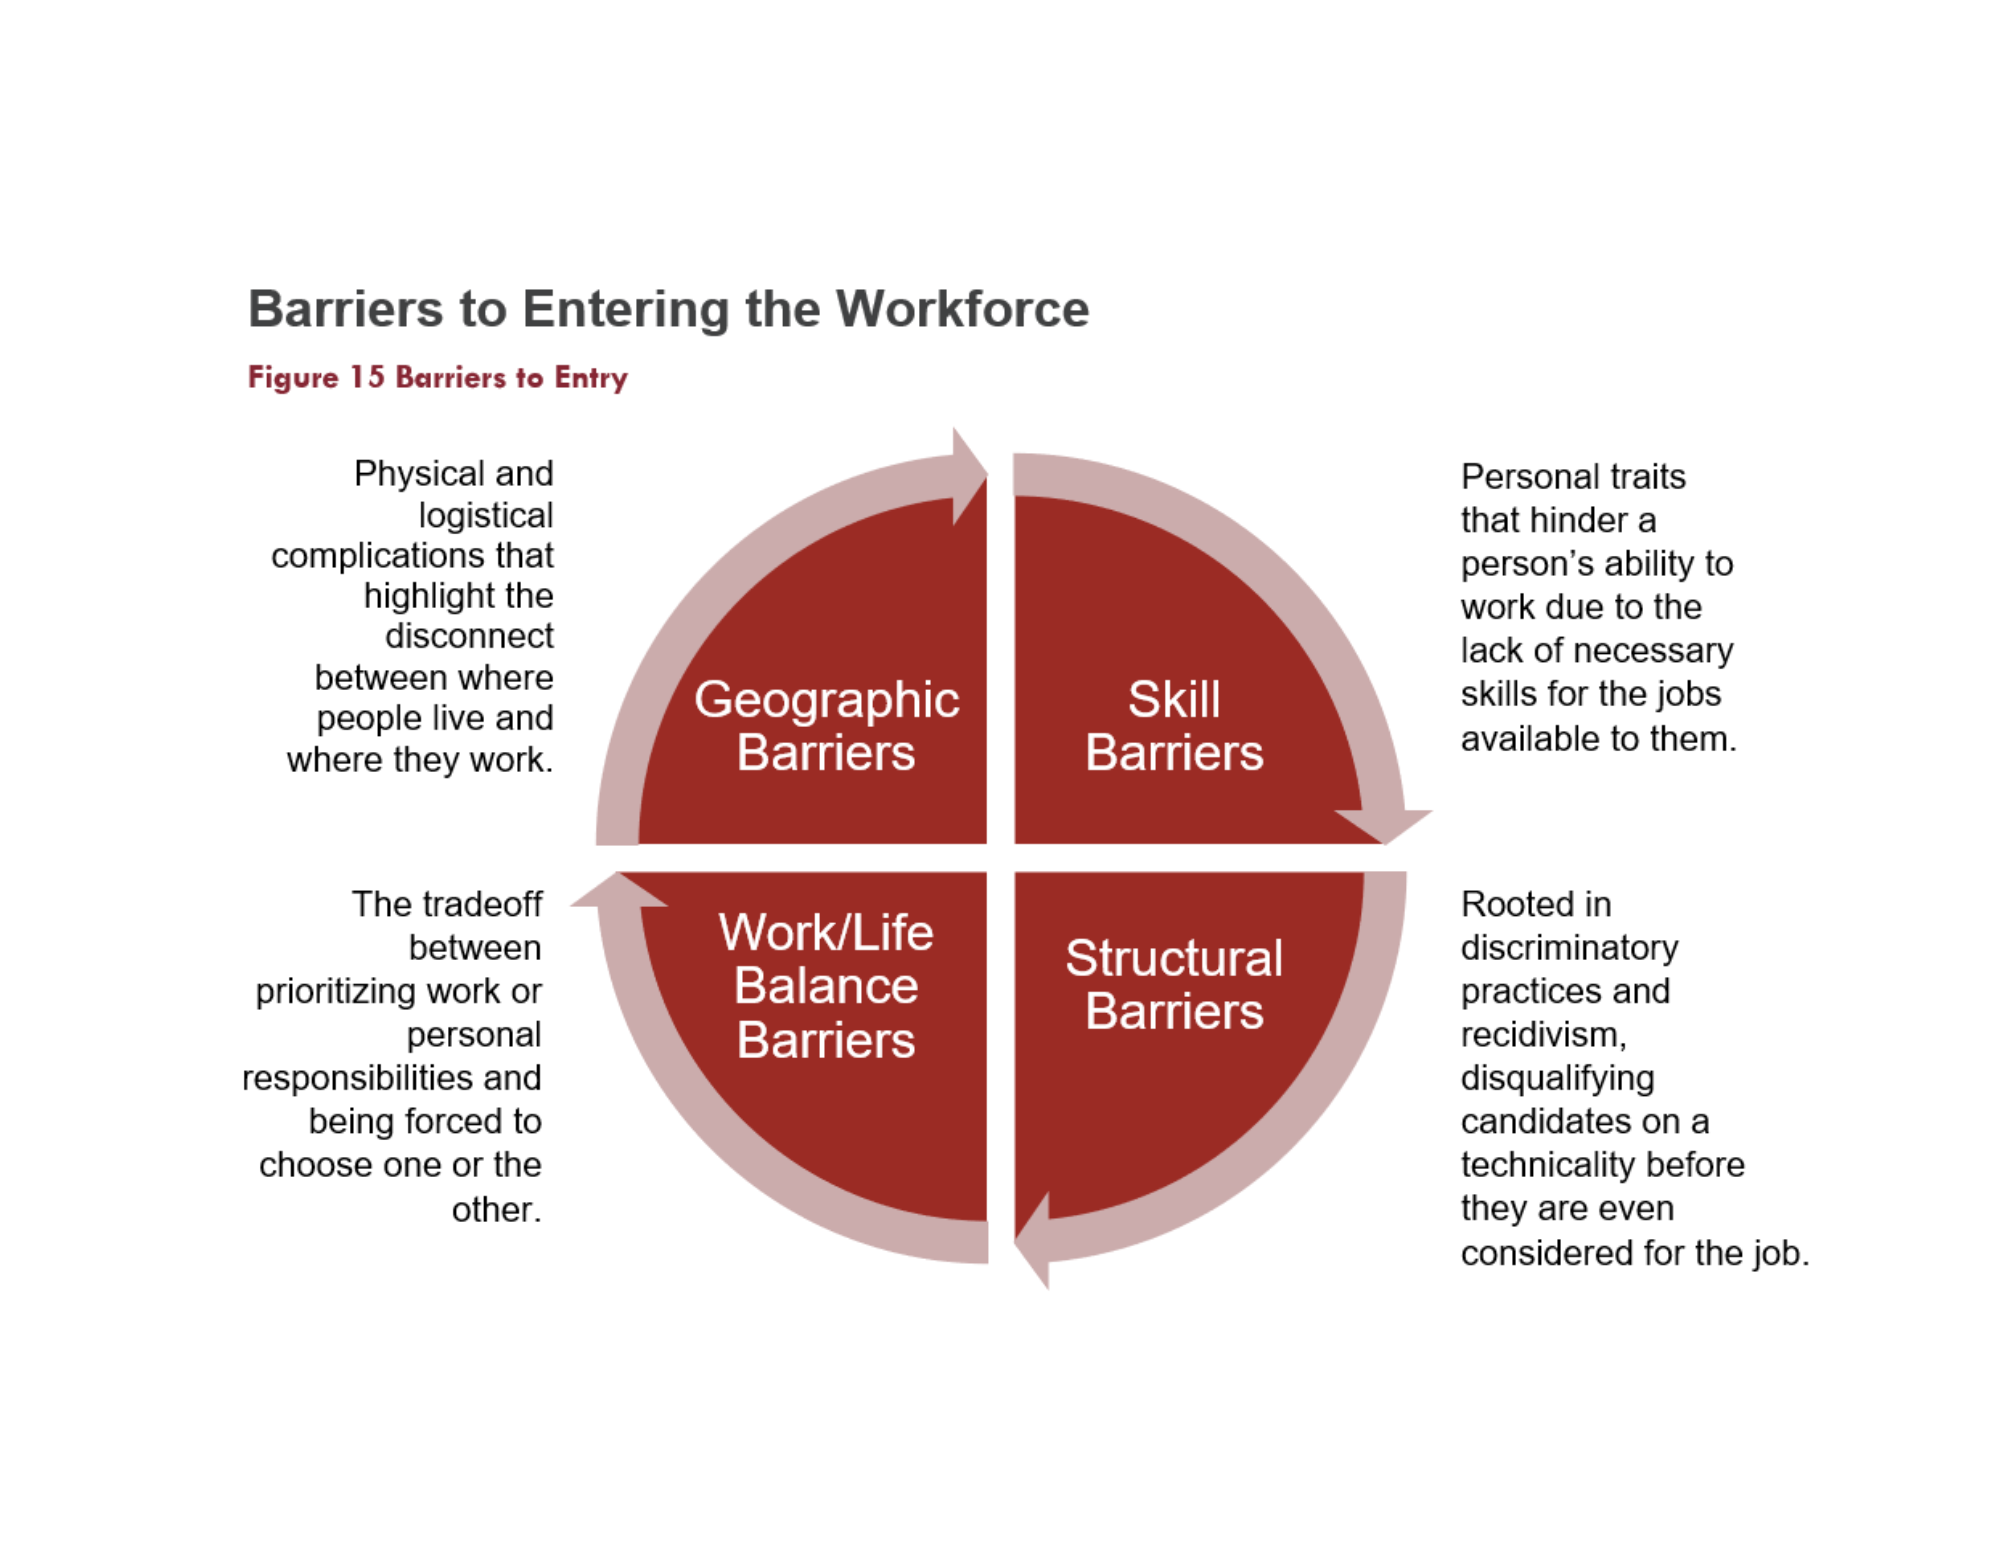 Barriers to Entering the Workforce
Figure 15 Barriers to Entry
Physical and
logistical
complications that
highlight the
disconnect
between where
people live and
where they work.
Geographic
Barriers
Skill
Barriers
Personal traits
that hinder a
person’s ability to
work due to the
lack of necessary
skills for the jobs
available to them.
The tradeoff
between
prioritizing work or
personal
responsibilities and
being forced to
choose one or the
other.
Work/Life
Balance
Barriers
Structural
Barriers
Rooted in
discriminatory
practices and
recidivism,
disqualifying
candidates on a
technicality before
they are even
considered for the job.